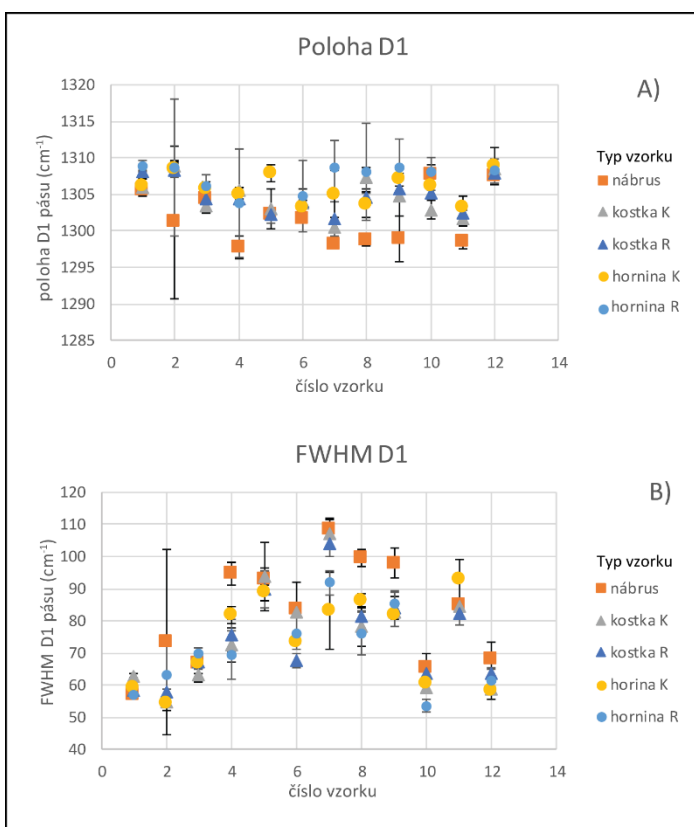 Poloha D1
A)
1320
1315
1310
1305
1300
1295
1290
1285
poloha D1 pásu (cm⁻¹)
0 2 4 6 8 10 12 14
číslo vzorku
Typ vzorku
nábrus
kostka K
kostka R
hornina K
hornina R
FWHM D1
B)
120
110
100
90
80
70
60
50
40
FWHM D1 pásu (cm⁻¹)
0 2 4 6 8 10 12 14
číslo vzorku
Typ vzorku
nábrus
kostka K
kostka R
horina K
hornina R